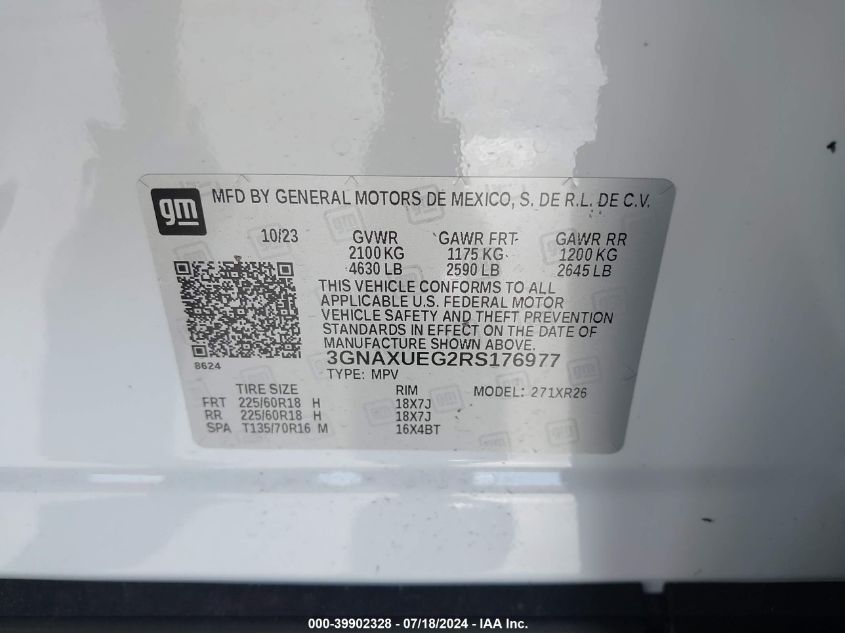 gm MFD BY GENERAL MOTORS DE MEXICO, S. DE R.L. DE C.V.
10/23 GVWR GAWR FRT GAWR RR
2100 KG 1175 KG 1200 KG
4630 LB 2590 LB 2645 LB
THIS VEHICLE CONFORMS TO ALL
APPLICABLE U.S. FEDERAL MOTOR
VEHICLE SAFETY AND THEFT PREVENTION
STANDARDS IN EFFECT ON THE DATE OF
MANUFACTURE SHOWN ABOVE.
8624 3GNAXUEG2RS176977
TYPE: MPV
TIRE SIZE RIM MODEL: 271XR26
FRT 225/60R18 H 18X7J
RR 225/60R18 H 18X7J
SPA T135/70R16 M 16X4BT
000-39902328 - 07/18/2024 - IAA Inc.